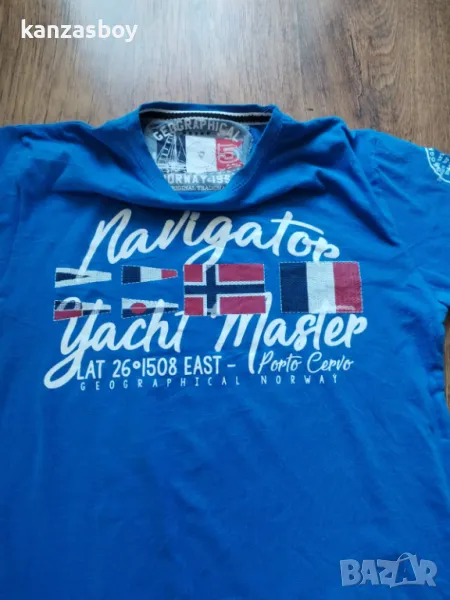 kanzasboy
GEOGRAPHICAL
NORWAY
Navigator
Yacht Master
LAT 26°1508 EAST - Porto Cervo
GEOGRAPHICAL NORWAY
BAZAR